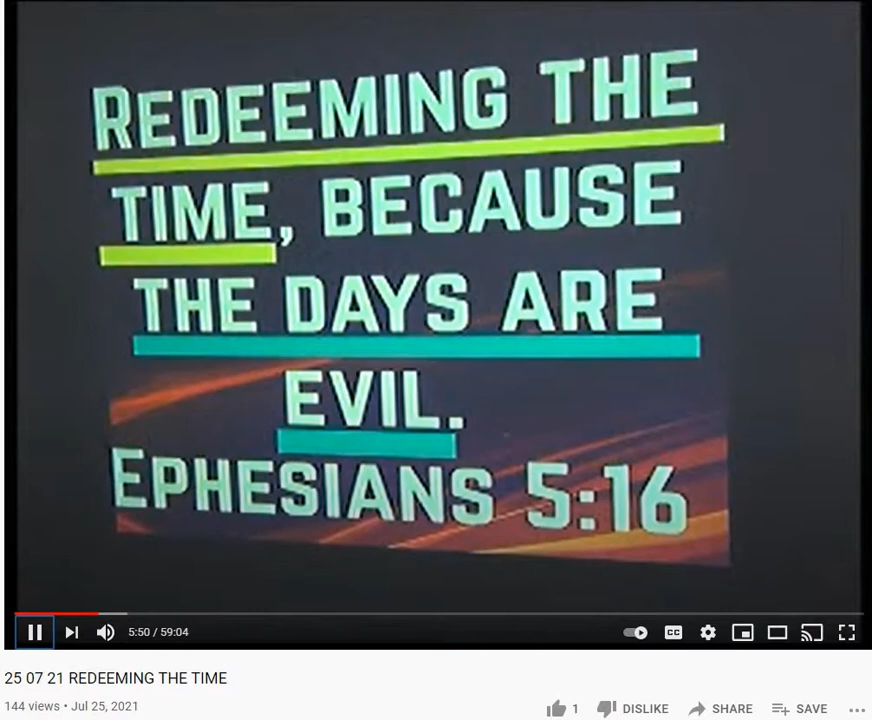 REDEEMING THE
TIME, BECAUSE
THE DAYS ARE
EVIL.
EPHESIANS 5:16
5:50 / 59:04
CC
25 07 21 REDEEMING THE TIME
144 views • Jul 25, 2021
1 DISLIKE SHARE SAVE